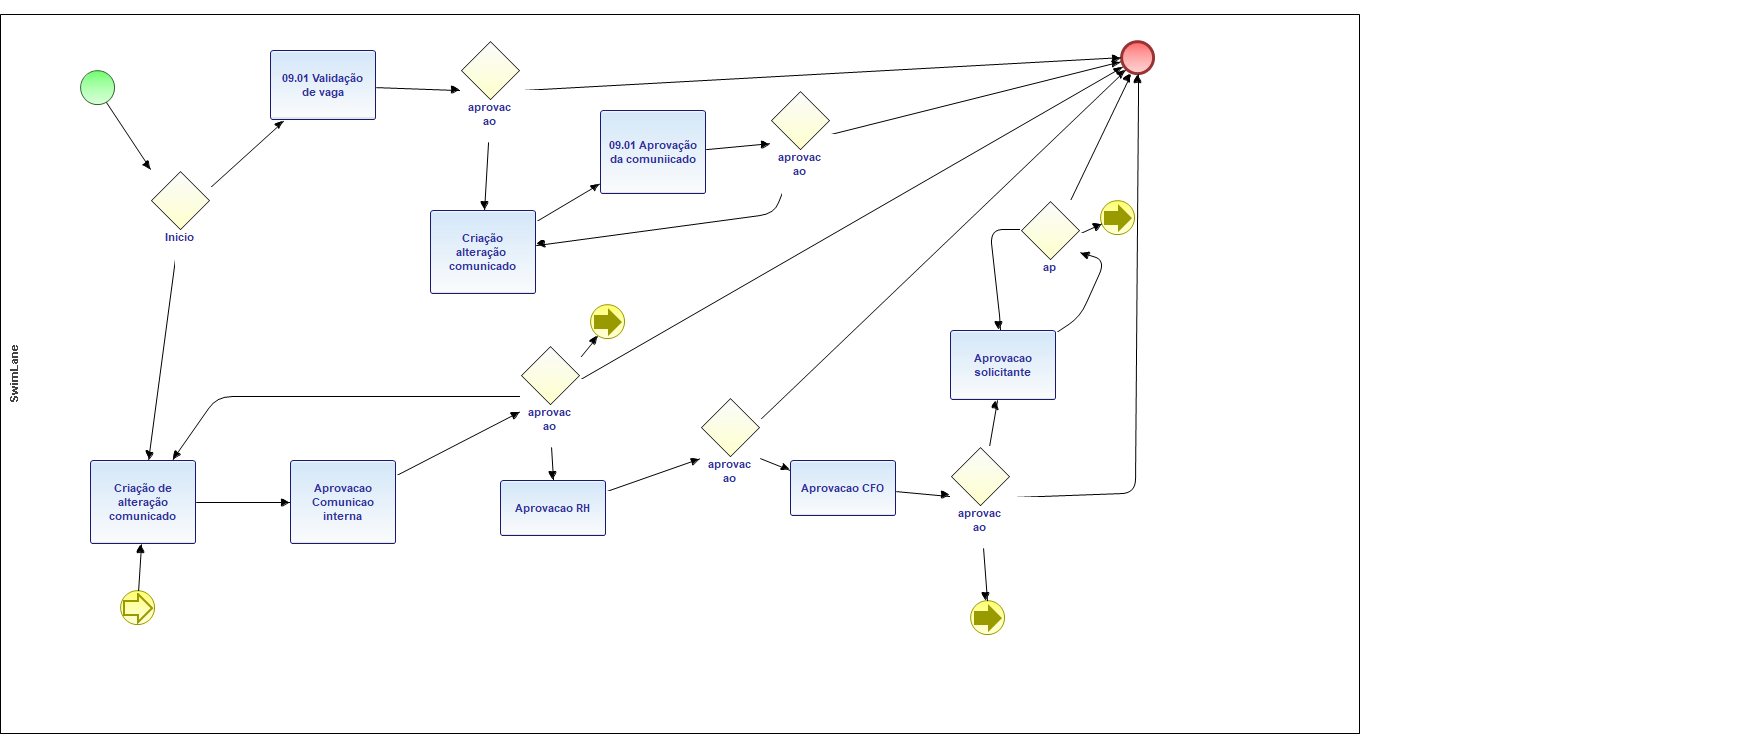 SwimLane
Inicio
09.01 Validação
de vaga
aprovac
ao
Criação
alteração
comunicado
09.01 Aprovação
da comuniicado
aprovac
ao
Criação de
alteração
comunicado
Aprovacao
Comunicao
interna
aprovac
ao
Aprovacao RH
aprovac
ao
Aprovacao CFO
aprovac
ao
Aprovacao
solicitante
ap